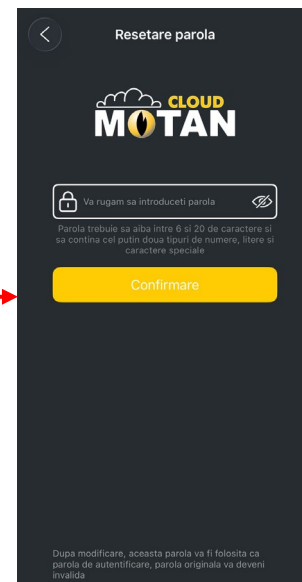 Resetare parola
CLOUD
MOTAN
Va rugam sa introduceti parola
Parola trebuie sa aiba intre 6 si 20 de caractere si
sa contina cel putin doua tipuri de numere, litere si
caractere speciale
Confirmare
Dupa modificare, aceasta parola va fi folosita ca
parola de autentificare, parola originala va deveni
invalida